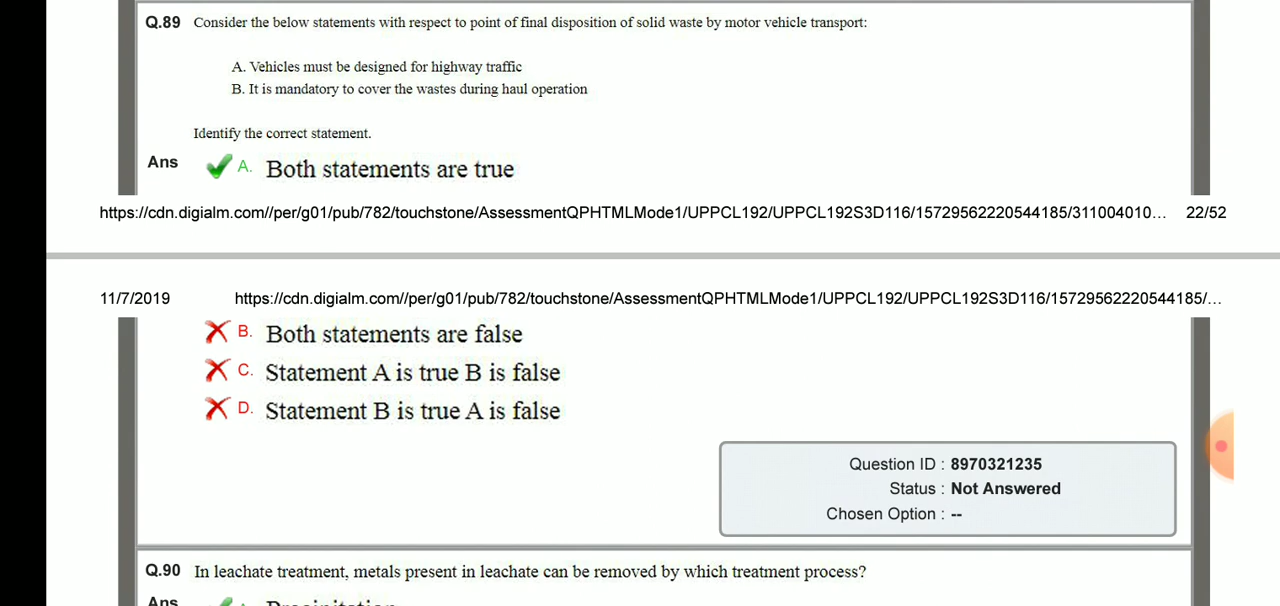 Q.89 Consider the below statements with respect to point of final disposition of solid waste by motor vehicle transport:
A. Vehicles must be designed for highway traffic
B. It is mandatory to cover the wastes during haul operation
Identify the correct statement.
Ans A. Both statements are true
https://cdn.digialm.com//per/g01/pub/782/touchstone/AssessmentQPHTMLMode1/UPPCL192/UPPCL192S3D116/15729562220544185/311004010… 22/52
11/7/2019 https://cdn.digialm.com//per/g01/pub/782/touchstone/AssessmentQPHTMLMode1/UPPCL192/UPPCL192S3D116/15729562220544185/…
B. Both statements are false
C. Statement A is true B is false
D. Statement B is true A is false
Question ID : 8970321235
Status : Not Answered
Chosen Option : --
Q.90 In leachate treatment, metals present in leachate can be removed by which treatment process?
Ans Precipitation